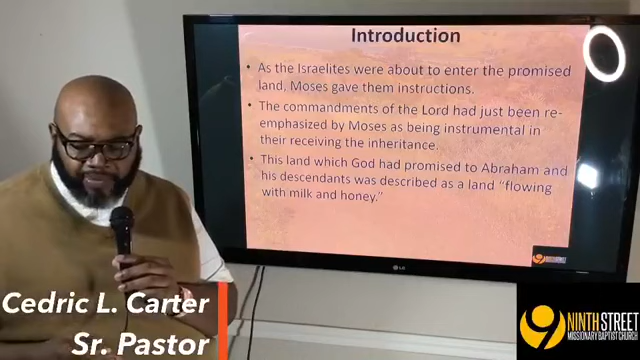 Introduction
• As the Israelites were about to enter the promised
land, Moses gave them instructions.
• The commandments of the Lord had just been re-
emphasized by Moses as being instrumental in
their receiving the inheritance.
• This land which God had promised to Abraham and
his descendants was described as a land “flowing
with milk and honey.”
LG
Cedric L. Carter
Sr. Pastor
NINTH STREET
MISSIONARY BAPTIST CHURCH